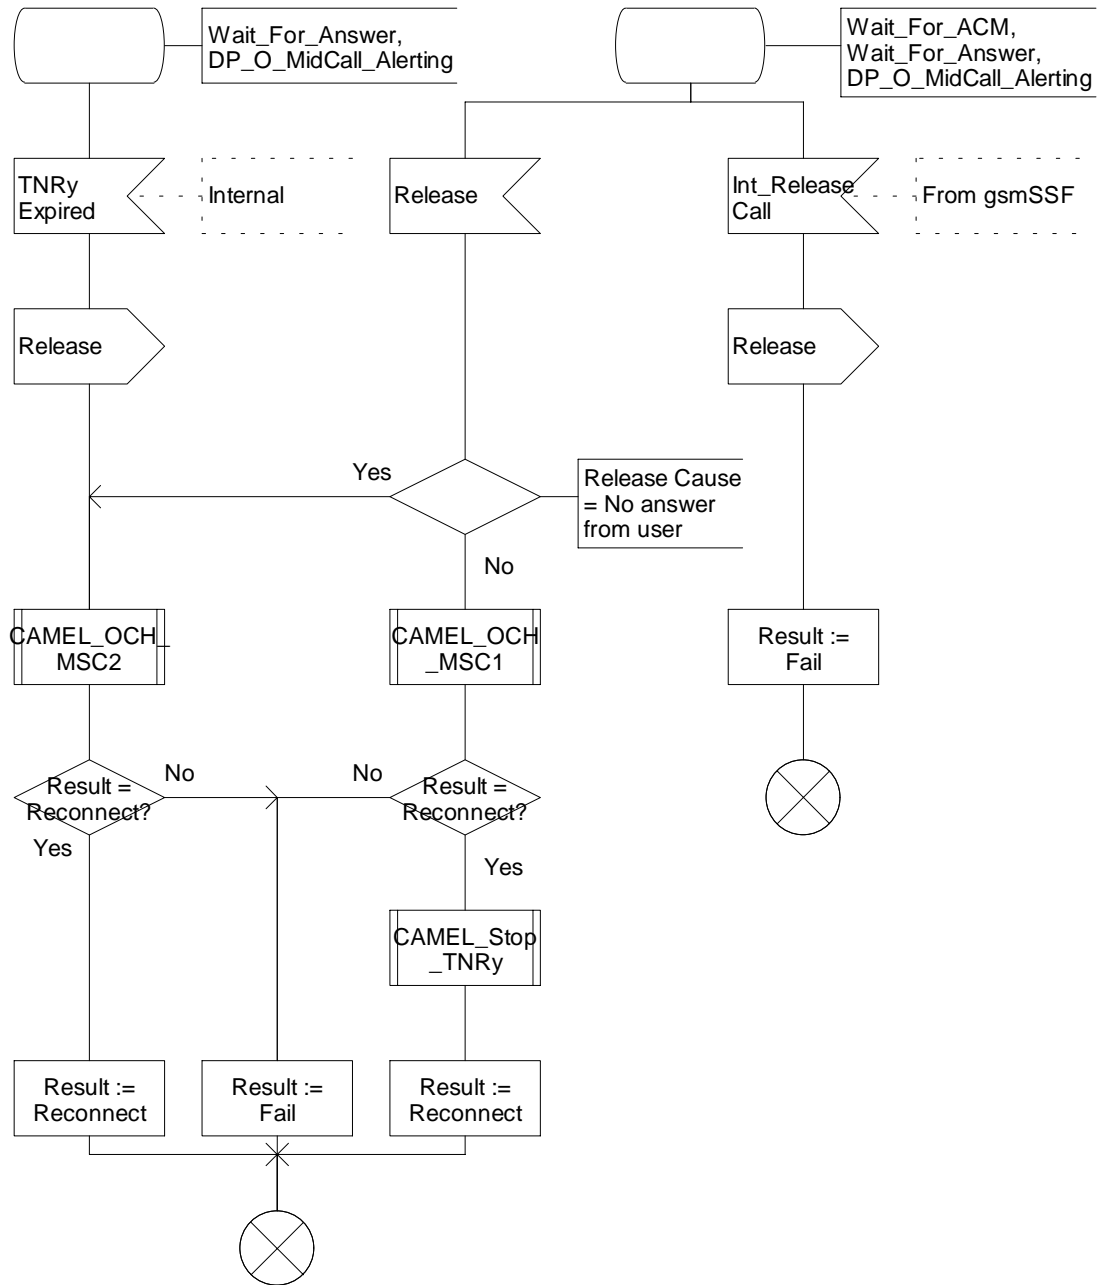 Wait_For_Answer,
DP_O_MidCall_Alerting
Wait_For_ACM,
Wait_For_Answer,
DP_O_MidCall_Alerting
TNRy
Expired
Internal
Release
Int_Release
Call
From gsmSSF
Release
Release
Yes
Release Cause
= No answer
from user
No
CAMEL_OCH_
MSC2
CAMEL_OCH
_MSC1
Result :=
Fail
Result =
Reconnect?
No
No
Result =
Reconnect?
Yes
Yes
CAMEL_Stop
_TNRy
Result :=
Reconnect
Result :=
Fail
Result :=
Reconnect